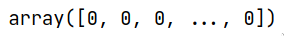 array([0, 0, 0, ..., 0])